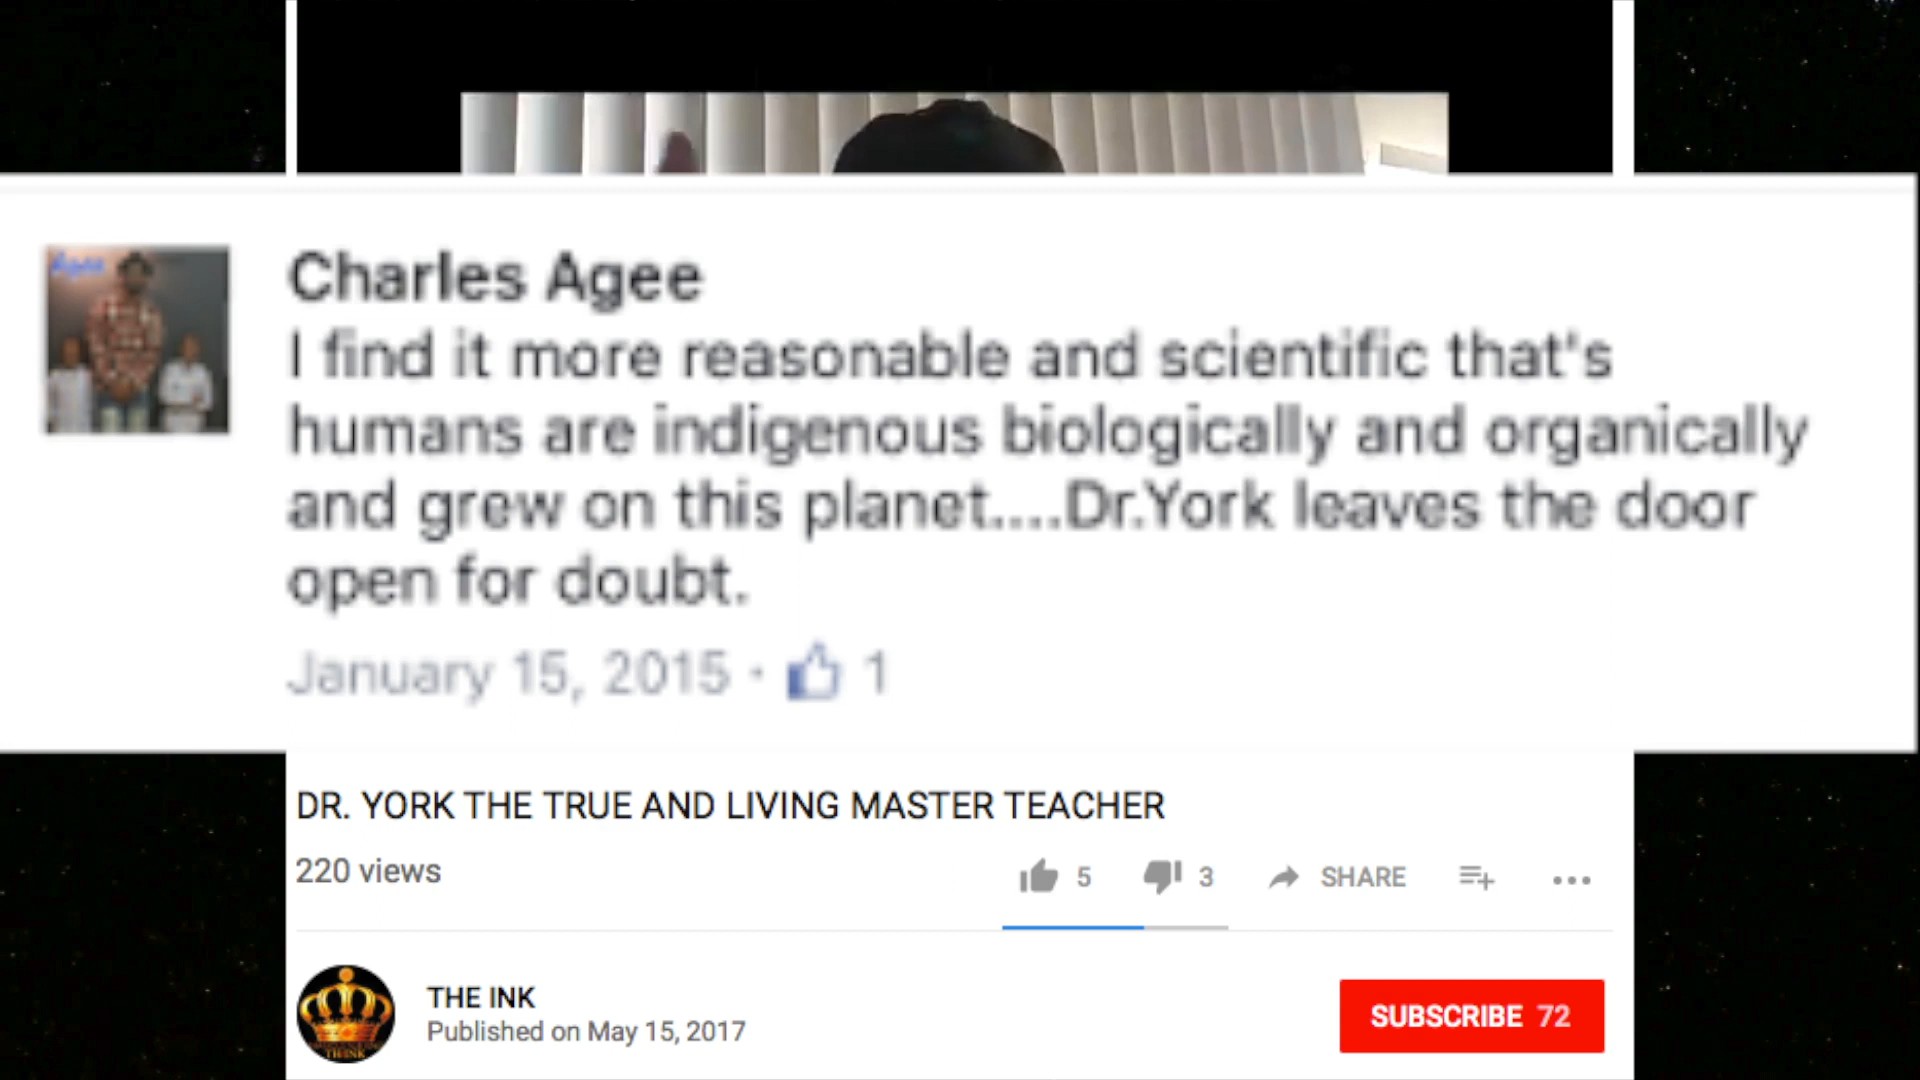 Charles Agee
I find it more reasonable and scientific that's
humans are indigenous biologically and organically
and grew on this planet....Dr.York leaves the door
open for doubt.
January 15, 2015 · 1
DR. YORK THE TRUE AND LIVING MASTER TEACHER
220 views
5 3 SHARE
THE INK
Published on May 15, 2017
SUBSCRIBE 72